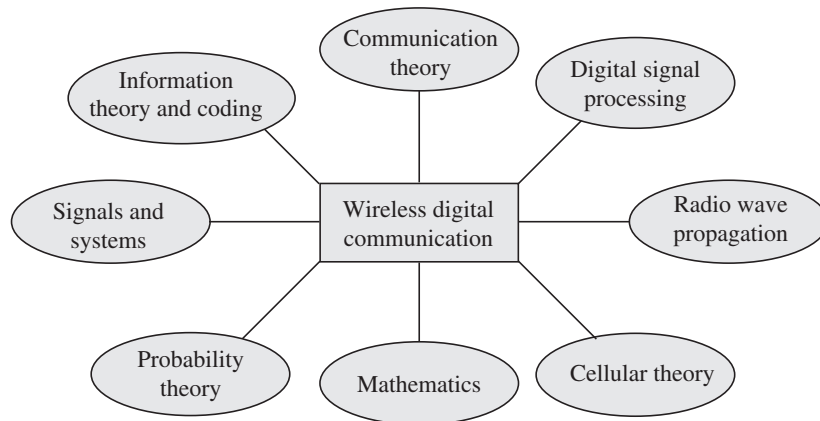 Communication
theory
Information
theory and coding
Digital signal
processing
Signals and
systems
Wireless digital
communication
Radio wave
propagation
Probability
theory
Mathematics
Cellular theory